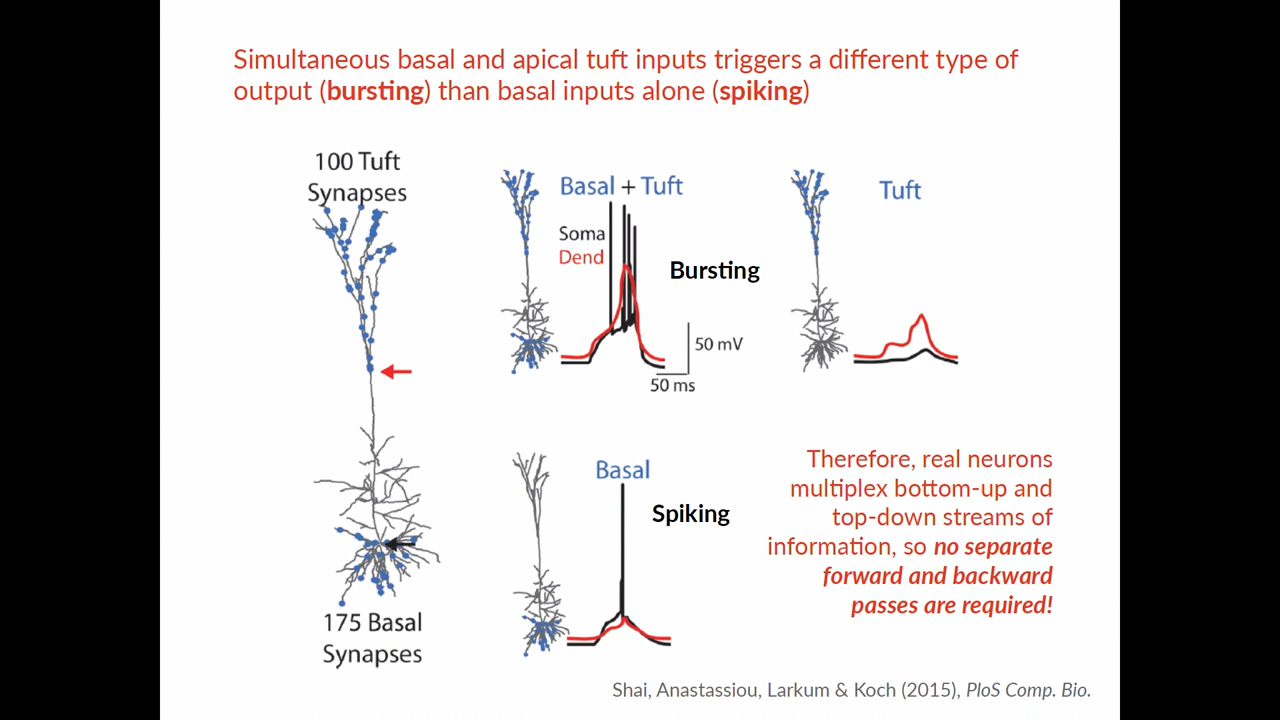 Simultaneous basal and apical tuft inputs triggers a different type of
output (bursting) than basal inputs alone (spiking)
100 Tuft
Synapses
175 Basal
Synapses
Basal + Tuft
Soma
Dend
Bursting
50 mV
50 ms
Tuft
Basal
Spiking
Therefore, real neurons
multiplex bottom-up and
top-down streams of
information, so no separate
forward and backward
passes are required!
Shai, Anastassiou, Larkum & Koch (2015), PloS Comp. Bio.